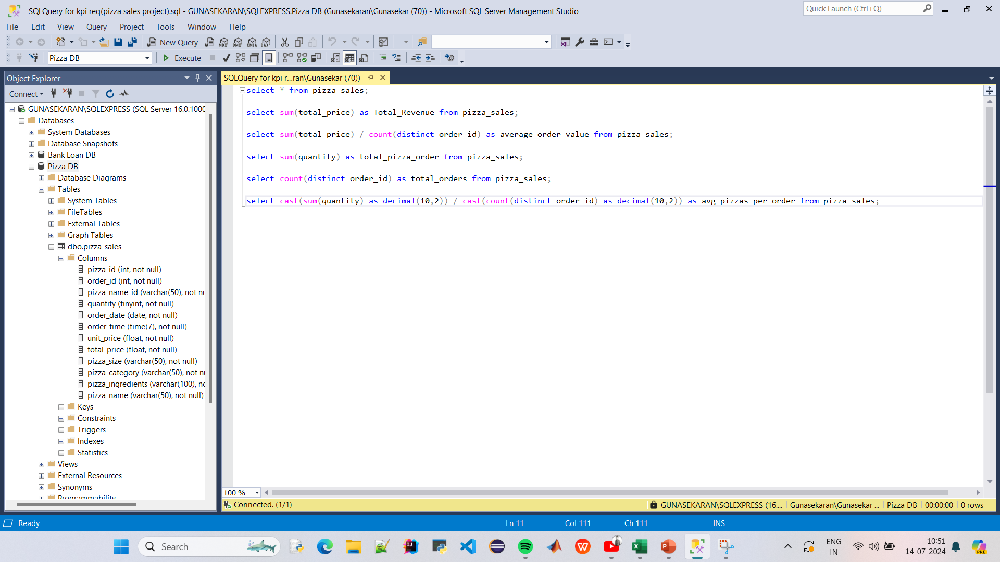 SQLQuery for kpi req(pizza sales project).sql - GUNASEKARAN\SQLEXPRESS.Pizza DB (Gunasekaran\Gunasekar (70)) - Microsoft SQL Server Management Studio
Quick Launch (Ctrl+Q)
File Edit View Query Project Tools Window Help
New Query
MDX DMX XMLA DAX
Pizza DB
Execute
Object Explorer
SQLQuery for kpi r...ran\Gunasekar (70))
Connect
GUNASEKARAN\SQLEXPRESS (SQL Server 16.0.1000
Databases
System Databases
Database Snapshots
Bank Loan DB
Pizza DB
Database Diagrams
Tables
System Tables
FileTables
External Tables
Graph Tables
dbo.pizza_sales
Columns
pizza_id (int, not null)
order_id (int, not null)
pizza_name_id (varchar(50), not nu
quantity (tinyint, not null)
order_date (date, not null)
order_time (time(7), not null)
unit_price (float, not null)
total_price (float, not null)
pizza_size (varchar(50), not null)
pizza_category (varchar(50), not nu
pizza_ingredients (varchar(100), no
pizza_name (varchar(50), not null)
Keys
Constraints
Triggers
Indexes
Statistics
Views
External Resources
Synonyms
Programmability
select * from pizza_sales;
select sum(total_price) as Total_Revenue from pizza_sales;
select sum(total_price) / count(distinct order_id) as average_order_value from pizza_sales;
select sum(quantity) as total_pizza_order from pizza_sales;
select count(distinct order_id) as total_orders from pizza_sales;
select cast(sum(quantity) as decimal(10,2)) / cast(count(distinct order_id) as decimal(10,2)) as avg_pizzas_per_order from pizza_sales;
100 %
Connected. (1/1)
GUNASEKARAN\SQLEXPRESS (16.... Gunasekaran\Gunasekar ... Pizza DB 00:00:00 0 rows
Ready
Ln 11 Col 111 Ch 111 INS
Search
ENG
IN
10:51
14-07-2024
PRE